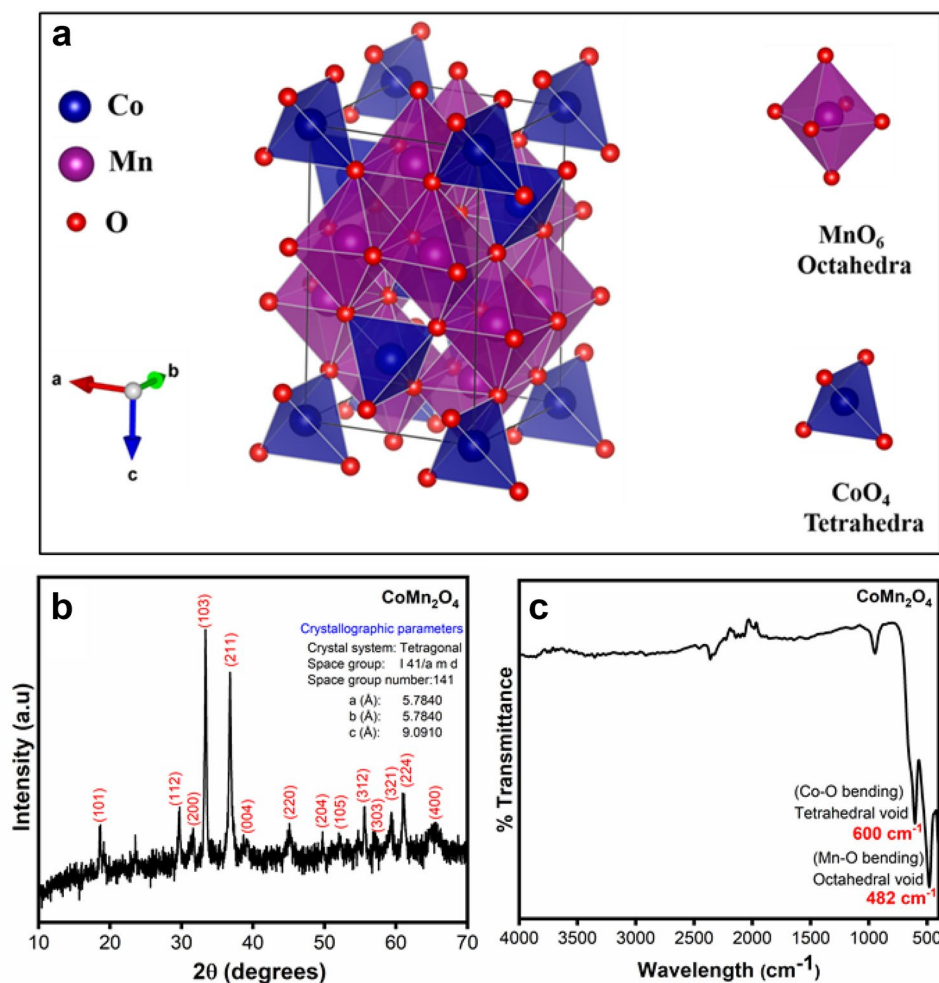 a
Co
Mn
O
MnO₆
Octahedra
a
b
c
CoO₄
Tetrahedra
b
CoMn₂O₄
Crystallographic parameters
Crystal system: Tetragonal
Space group: I 41/a m d
Space group number:141
a (Å): 5.7840
b (Å): 5.7840
c (Å): 9.0910
(101)
(112)
(200)
(103)
(211)
(004)
(220)
(204)
(105)
(312)
(303)
(321)
(224)
(400)
Intensity (a.u)
10 20 30 40 50 60 70
2θ (degrees)
c
CoMn₂O₄
% Transmittance
(Co-O bending)
Tetrahedral void
600 cm⁻¹
(Mn-O bending)
Octahedral void
482 cm⁻¹
4000 3500 3000 2500 2000 1500 1000 500
Wavelength (cm⁻¹)